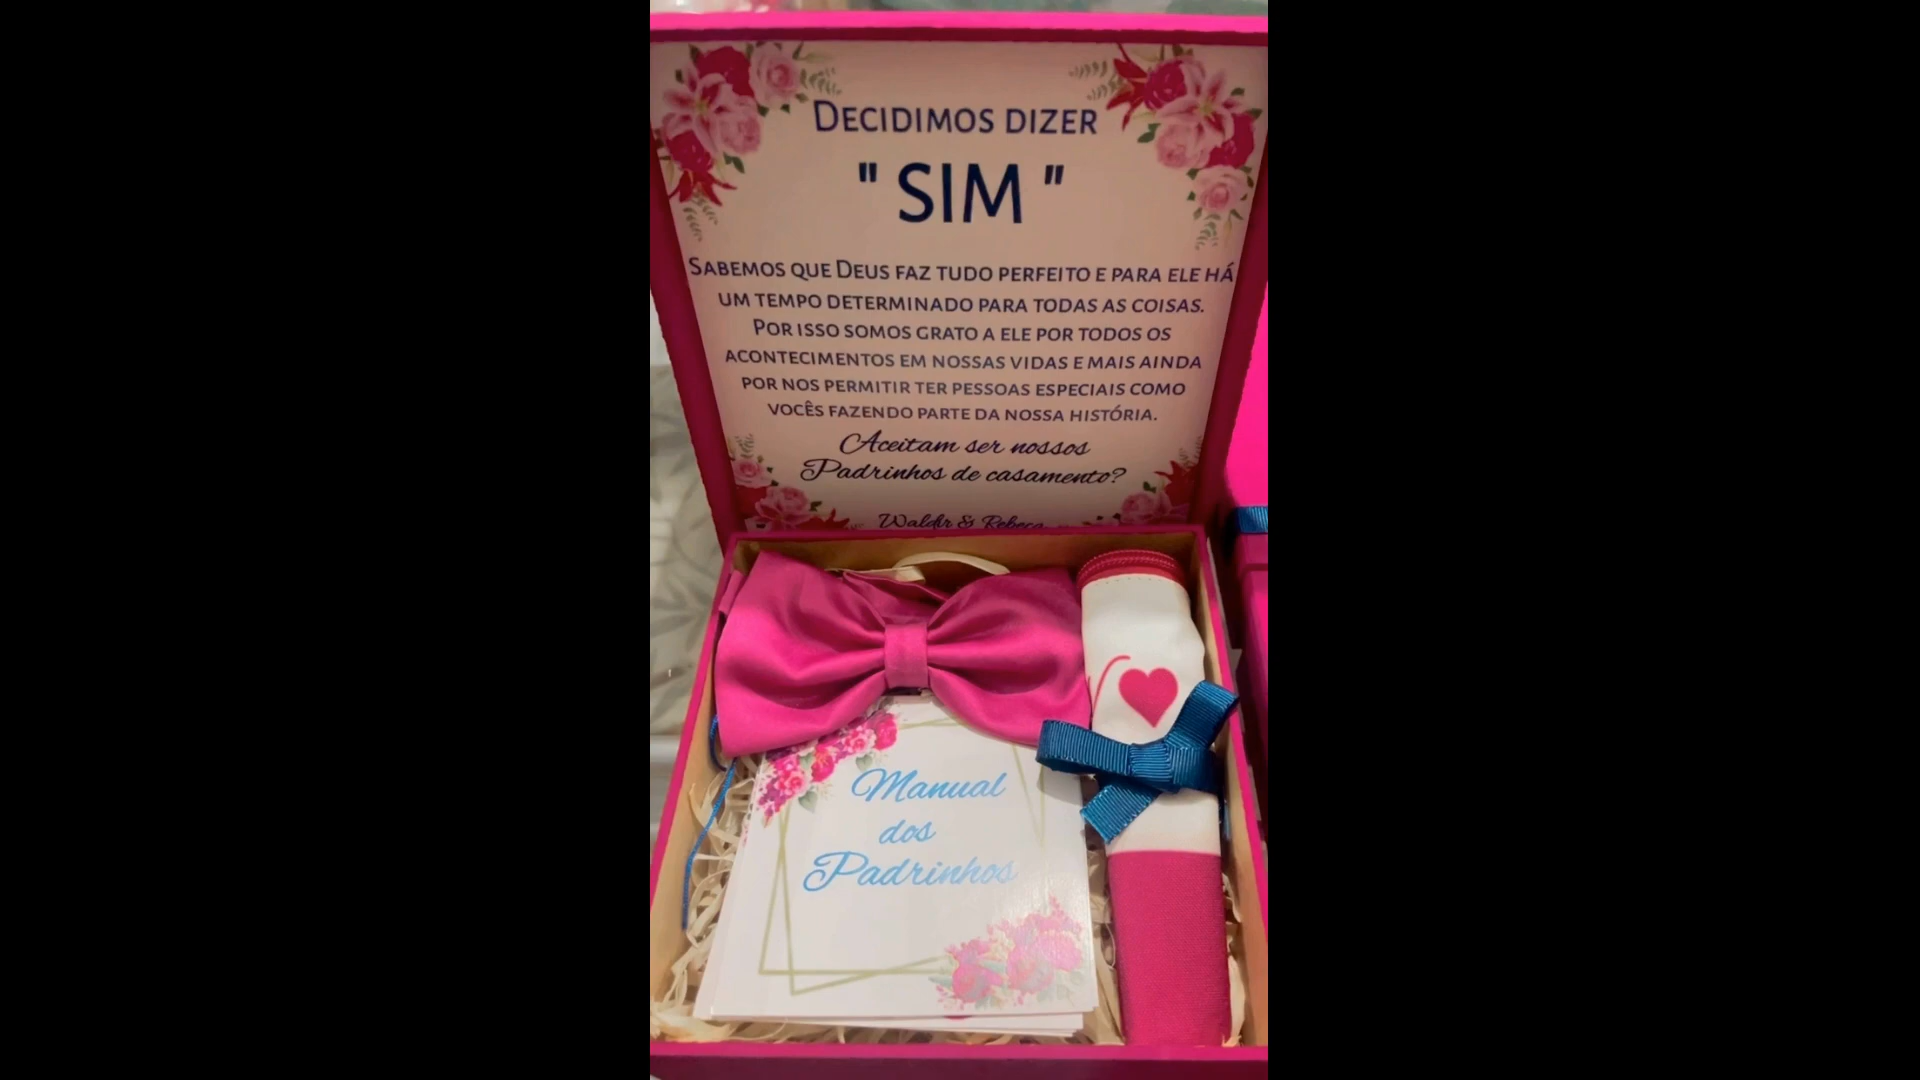 DECIDIMOS DIZER
" SIM "
SABEMOS QUE DEUS FAZ TUDO PERFEITO E PARA ELE HÁ
UM TEMPO DETERMINADO PARA TODAS AS COISAS.
POR ISSO SOMOS GRATO A ELE POR TODOS OS
ACONTECIMENTOS EM NOSSAS VIDAS E MAIS AINDA
POR NOS PERMITIR TER PESSOAS ESPECIAIS COMO
VOCÊS FAZENDO PARTE DA NOSSA HISTÓRIA.
Aceitam ser nossos
Padrinhos de casamento?
Waldir & Rebeca
Manual
dos
Padrinhos